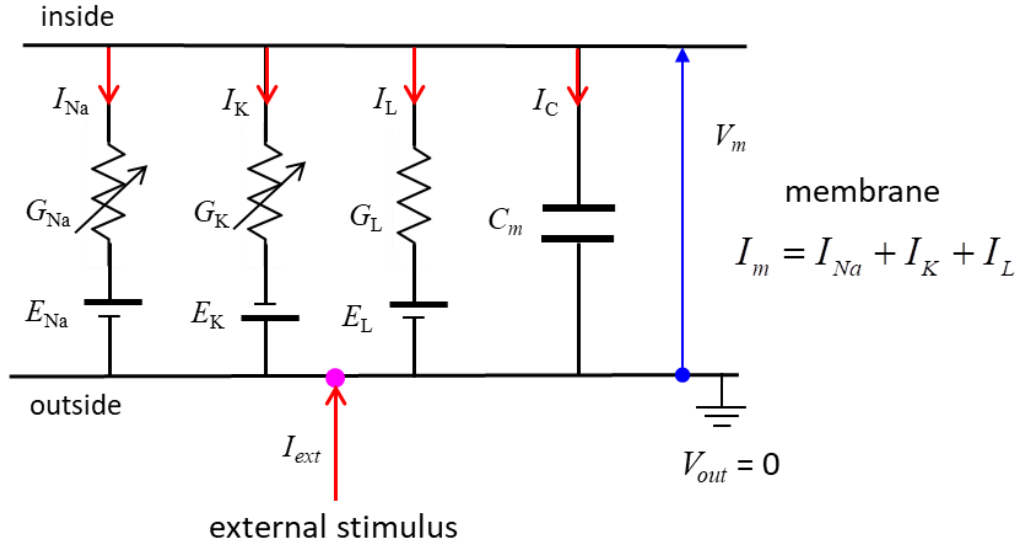 inside
I_Na I_K I_L I_C
V_m
G_Na G_K G_L C_m
membrane
I_m = I_Na + I_K + I_L
E_Na E_K E_L
outside
I_ext
V_out = 0
external stimulus